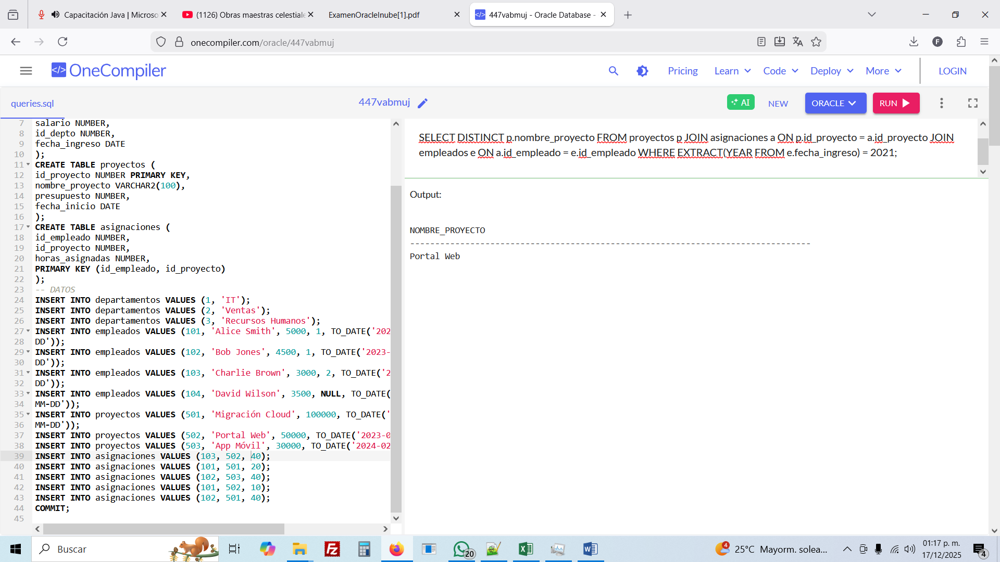 Capacitación Java | Microso
(1126) Obras maestras celestiale
ExamenOracleInube[1].pdf
447vabmuj - Oracle Database -
onecompiler.com/oracle/447vabmuj
F
</> OneCompiler
Pricing
Learn
Code
Deploy
More
LOGIN
queries.sql
447vabmuj
AI
NEW
ORACLE
RUN
7 salario NUMBER,
8 id_depto NUMBER,
9 fecha_ingreso DATE
10 );
11 CREATE TABLE proyectos (
12 id_proyecto NUMBER PRIMARY KEY,
13 nombre_proyecto VARCHAR2(100),
14 presupuesto NUMBER,
15 fecha_inicio DATE
16 );
17 CREATE TABLE asignaciones (
18 id_empleado NUMBER,
19 id_proyecto NUMBER,
20 horas_asignadas NUMBER,
21 PRIMARY KEY (id_empleado, id_proyecto)
22 );
23 -- DATOS
24 INSERT INTO departamentos VALUES (1, 'IT');
25 INSERT INTO departamentos VALUES (2, 'Ventas');
26 INSERT INTO departamentos VALUES (3, 'Recursos Humanos');
27 INSERT INTO empleados VALUES (101, 'Alice Smith', 5000, 1, TO_DATE('202
28 DD'));
29 INSERT INTO empleados VALUES (102, 'Bob Jones', 4500, 1, TO_DATE('2023-
30 DD'));
31 INSERT INTO empleados VALUES (103, 'Charlie Brown', 3000, 2, TO_DATE('2
32 DD'));
33 INSERT INTO empleados VALUES (104, 'David Wilson', 3500, NULL, TO_DATE(
34 MM-DD'));
35 INSERT INTO proyectos VALUES (501, 'Migración Cloud', 100000, TO_DATE('
36 MM-DD'));
37 INSERT INTO proyectos VALUES (502, 'Portal Web', 50000, TO_DATE('2023-0
38 INSERT INTO proyectos VALUES (503, 'App Móvil', 30000, TO_DATE('2024-02
39 INSERT INTO asignaciones VALUES (103, 502, 40);
40 INSERT INTO asignaciones VALUES (101, 501, 20);
41 INSERT INTO asignaciones VALUES (102, 503, 40);
42 INSERT INTO asignaciones VALUES (101, 502, 10);
43 INSERT INTO asignaciones VALUES (102, 501, 40);
44 COMMIT;
45
SELECT DISTINCT p.nombre_proyecto FROM proyectos p JOIN asignaciones a ON p.id_proyecto = a.id_proyecto JOIN
empleados e ON a.id_empleado = e.id_empleado WHERE EXTRACT(YEAR FROM e.fecha_ingreso) = 2021;
Output:
NOMBRE_PROYECTO
--------------------------------------------------------------------------------
Portal Web
Buscar
20
4
25°C Mayorm. solea...
01:17 p. m.
17/12/2025
4